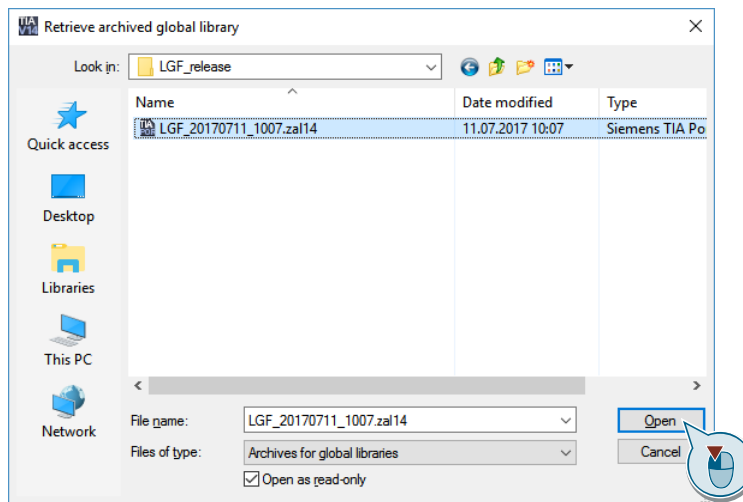 TIA V14 Retrieve archived global library
Look in: LGF_release
Name Date modified Type
LGF_20170711_1007.zal14 11.07.2017 10:07 Siemens TIA Po
Quick access
Desktop
Libraries
This PC
Network
File name: LGF_20170711_1007.zal14 Open
Files of type: Archives for global libraries Cancel
Open as read-only